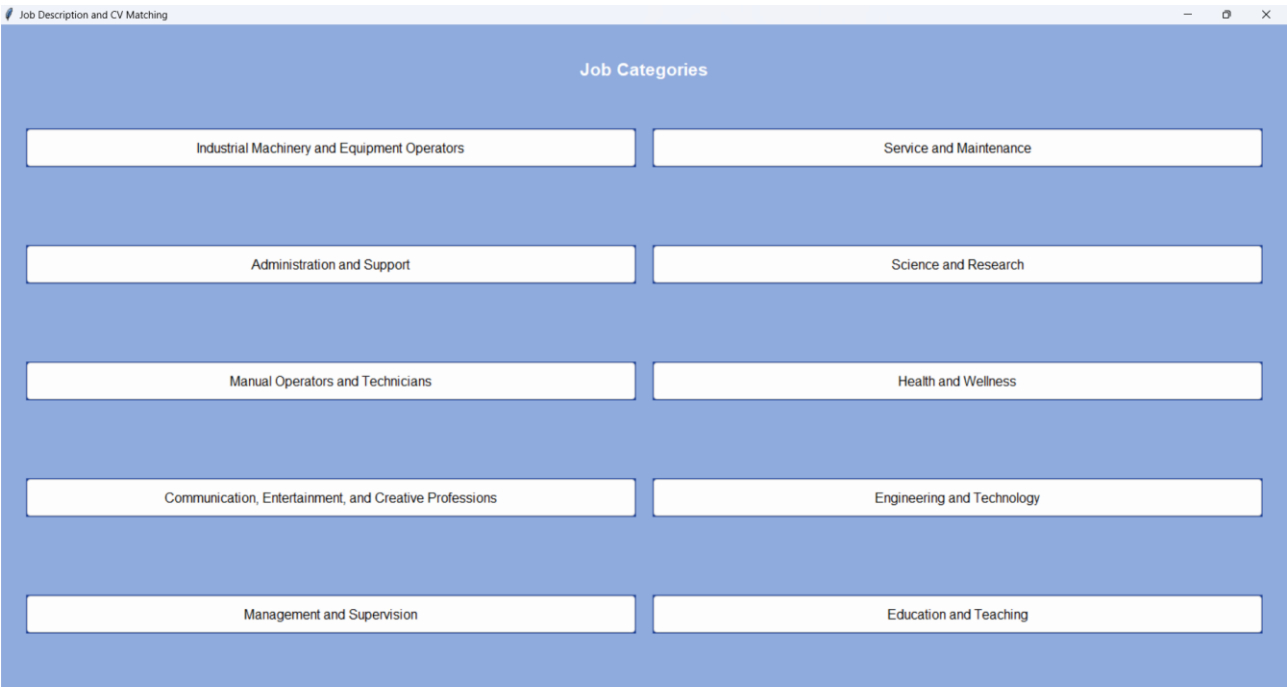 Job Description and CV Matching
Job Categories
Industrial Machinery and Equipment Operators
Service and Maintenance
Administration and Support
Science and Research
Manual Operators and Technicians
Health and Wellness
Communication, Entertainment, and Creative Professions
Engineering and Technology
Management and Supervision
Education and Teaching